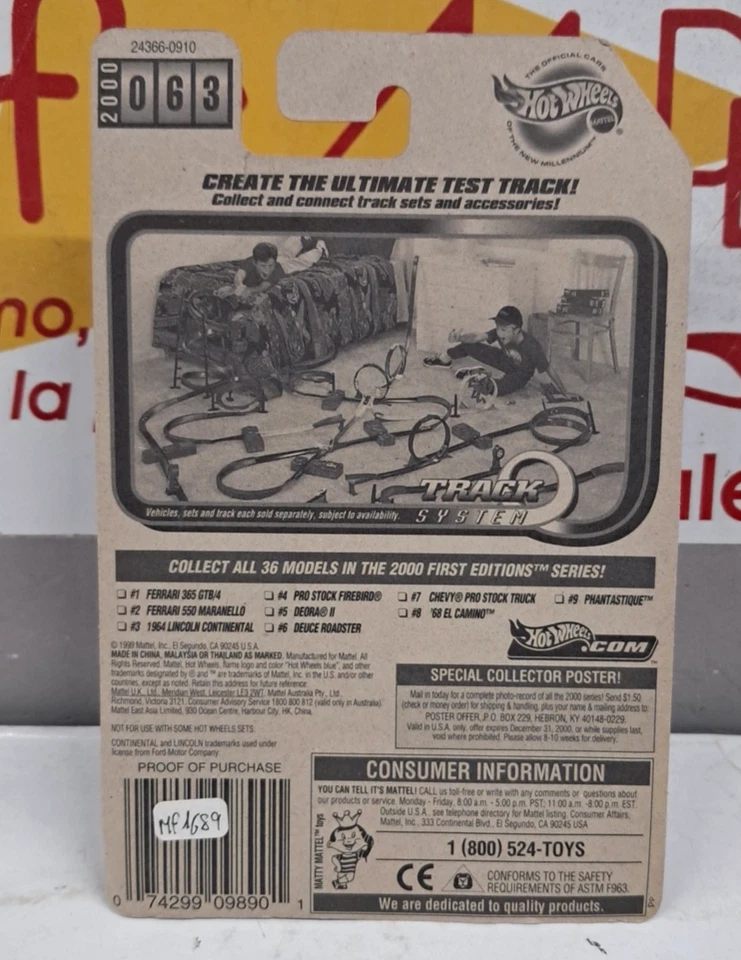 24366-0910
2000
063
THE OFFICIAL CARS
HOT WHEELS
MATTEL
OF THE NEW MILLENNIUM™
CREATE THE ULTIMATE TEST TRACK!
Collect and connect track sets and accessories!
no,
la
ale
TRACK
SYSTEM
Vehicles, sets and track each sold separately, subject to availability.
COLLECT ALL 36 MODELS IN THE 2000 FIRST EDITIONS™ SERIES!
#1 FERRARI 365 GTB/4
#2 FERRARI 550 MARANELLO
#3 1964 LINCOLN CONTINENTAL
#4 PRO STOCK FIREBIRD®
#5 DEORA® II
#6 DEUCE ROADSTER
#7 CHEVY® PRO STOCK TRUCK
#8 '68 EL CAMINO™
#9 PHANTASTIQUE™
HOT WHEELS.COM™
© 1999 Mattel, Inc., El Segundo, CA 90245 U.S.A.
MADE IN CHINA, MALAYSIA OR THAILAND AS MARKED. Manufactured for Mattel. All
Rights Reserved. Mattel, Hot Wheels, flame logo and color "Hot Wheels blue", and other
trademarks designated by ® and ™ are trademarks of Mattel, Inc. in the U.S. and/or other
countries, except as noted. Retain this address for future reference:
Mattel U.K. Ltd., Meridian West, Leicester LE3 2WT. Mattel Australia Pty., Ltd.
Richmond, Victoria 3121. Consumer Advisory Service 1800 800 812 (valid only in Australia).
Mattel East Asia Limited, 930 Ocean Centre, Harbour City, HK, China.
NOT FOR USE WITH SOME HOT WHEELS SETS.
CONTINENTAL and LINCOLN trademarks used under
license from Ford Motor Company
SPECIAL COLLECTOR POSTER!
Mail in today for a complete photo-record of all the 2000 series! Send $1.50
(check or money order) for shipping & handling, plus your name & mailing address to:
POSTER OFFER, P.O. BOX 229, HEBRON, KY 40148-0229.
Valid in U.S.A. only, offer expires December 31, 2000, or while supplies last,
void where prohibited. Please allow 8-10 weeks for delivery.
PROOF OF PURCHASE
MF1689
0 74299 09890 1
CONSUMER INFORMATION
YOU CAN TELL IT'S MATTEL! CALL us toll-free or write with any comments or questions about
our products or service. Monday - Friday, 8:00 a.m. - 5:00 p.m. PST; 11:00 a.m. -8:00 p.m. EST.
Outside U.S.A., see telephone directory for Mattel listing. Consumer Affairs,
Mattel, Inc., 333 Continental Blvd., El Segundo, CA 90245 USA
MATTY MATTEL™ toys
1 (800) 524-TOYS
CE
CONFORMS TO THE SAFETY
REQUIREMENTS OF ASTM F963.
We are dedicated to quality products.